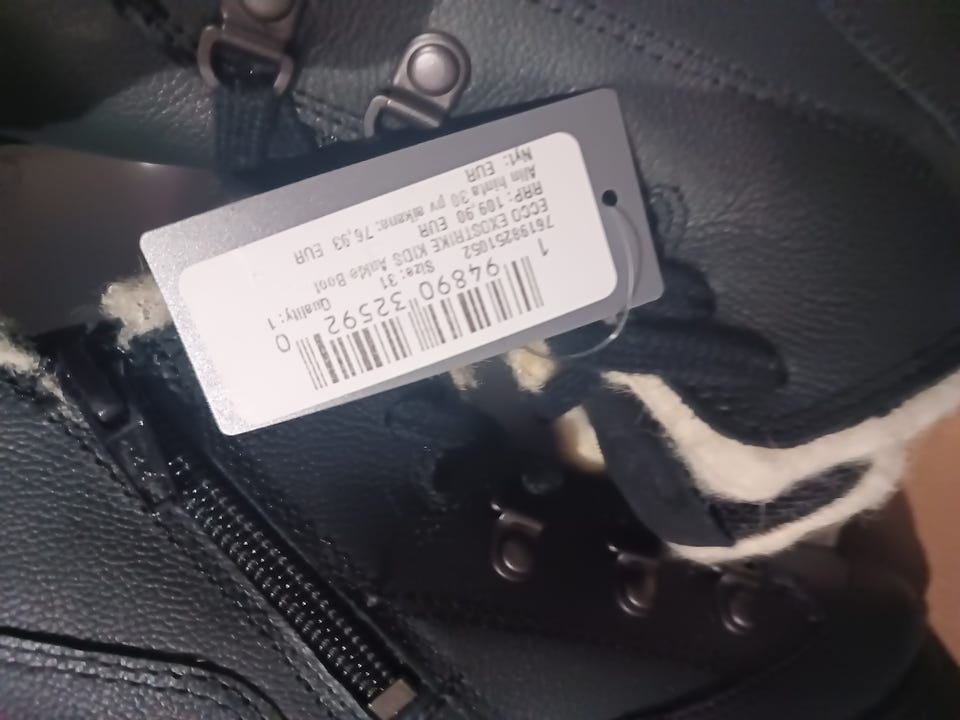 1 94890 32592 0
76199251052 Size: 31 Quality: 1
ECCO EXOSTRIKE KIDS Ankle Boot
RRP: 109,90 EUR
Alin hinta 30 pv aikana: 76,93 EUR
Nyt: EUR